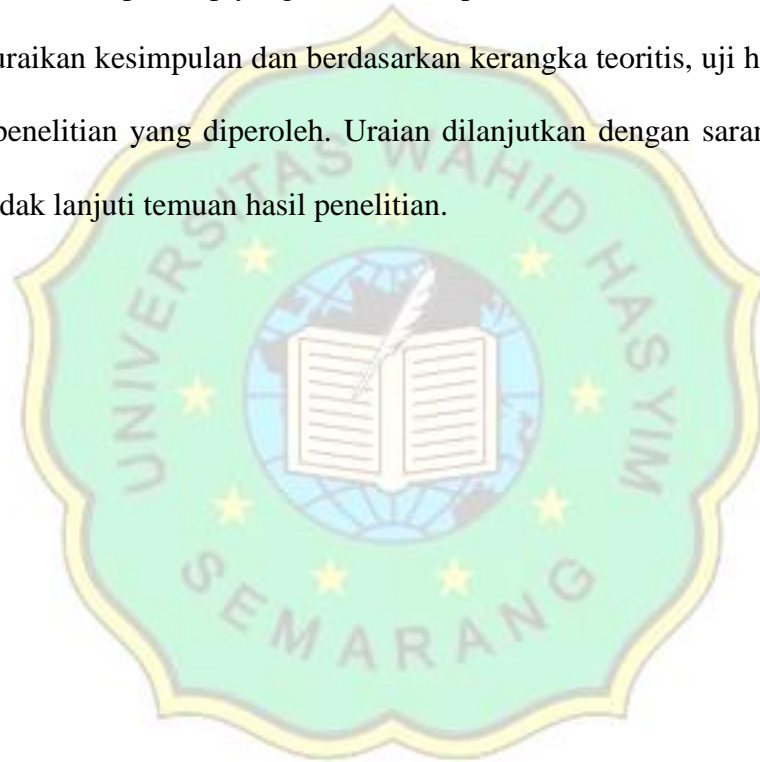 uraikan kesimpulan dan berdasarkan kerangka teoritis, uji h
penelitian yang diperoleh. Uraian dilanjutkan dengan saran
dak lanjuti temuan hasil penelitian.
UNIVERSITAS WAHID HASYIM
SEMARANG